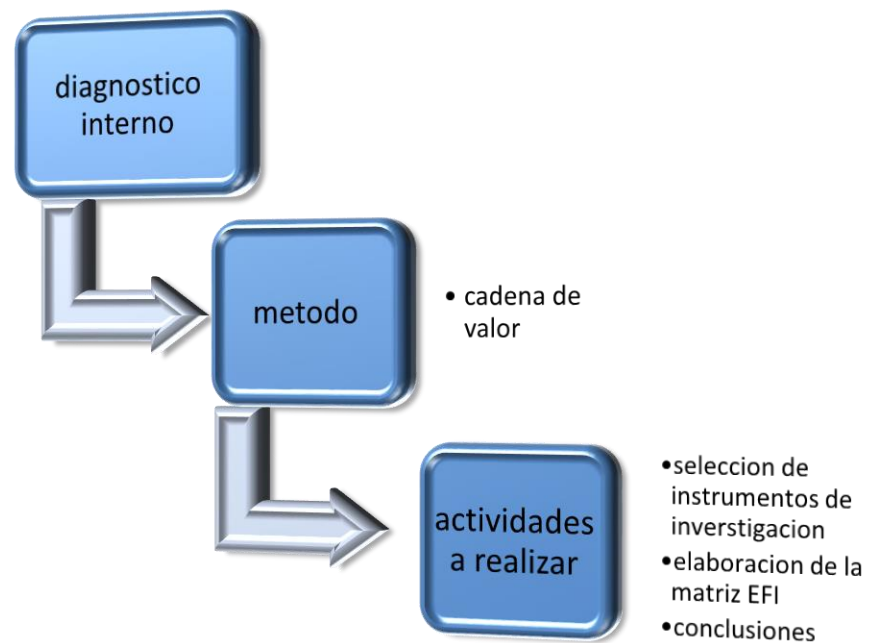 diagnostico
interno
metodo
• cadena de
valor
actividades
a realizar
•seleccion de
instrumentos de
inverstigacion
•elaboracion de la
matriz EFI
•conclusiones